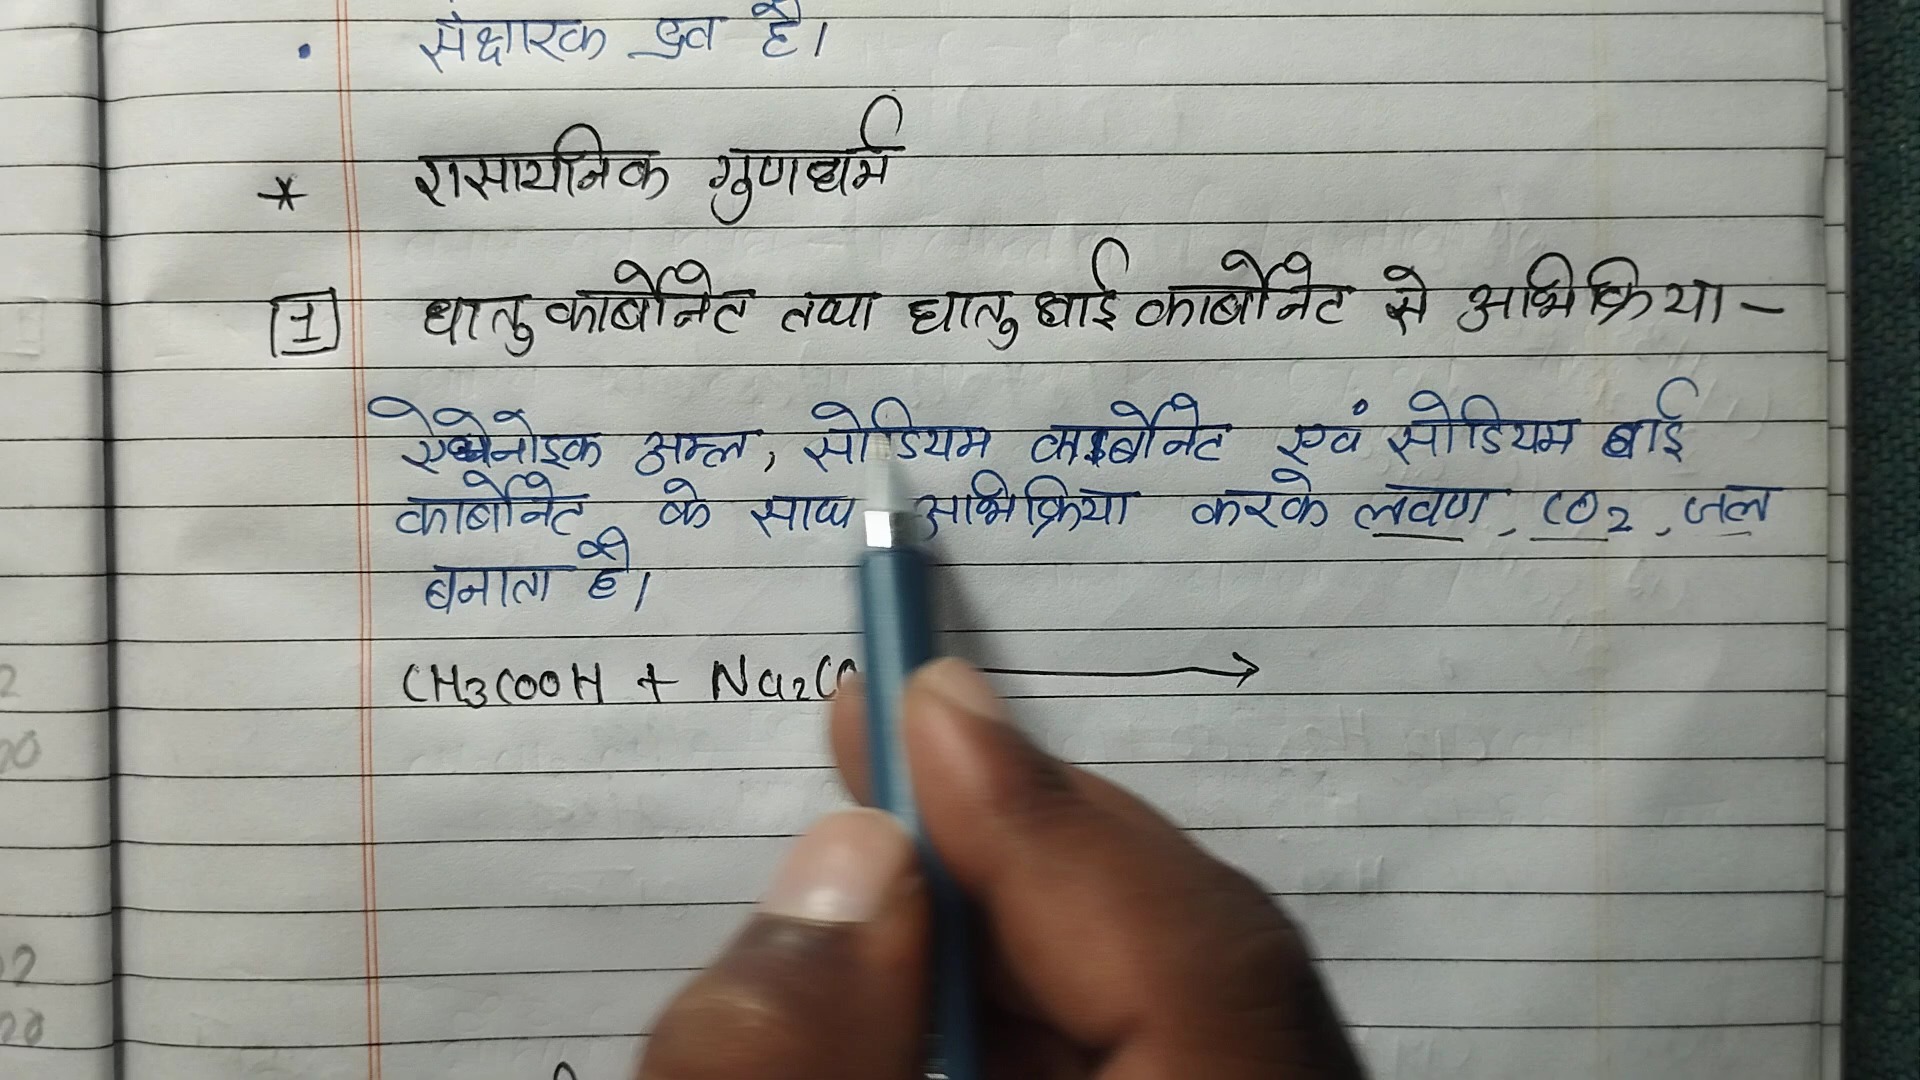 • संक्षारक द्रव है।
* रासायनिक गुणधर्म
1 धातु कार्बोनेट तथा धातु बाई कार्बोनेट से अभिक्रिया -
एथेनोइक अम्ल, सोडियम कार्बोनेट एवं सोडियम बाई
कार्बोनेट के साथ अभिक्रिया करके लवण, CO2, जल
बनाता है।
CH3COOH + Na2CO ⟶